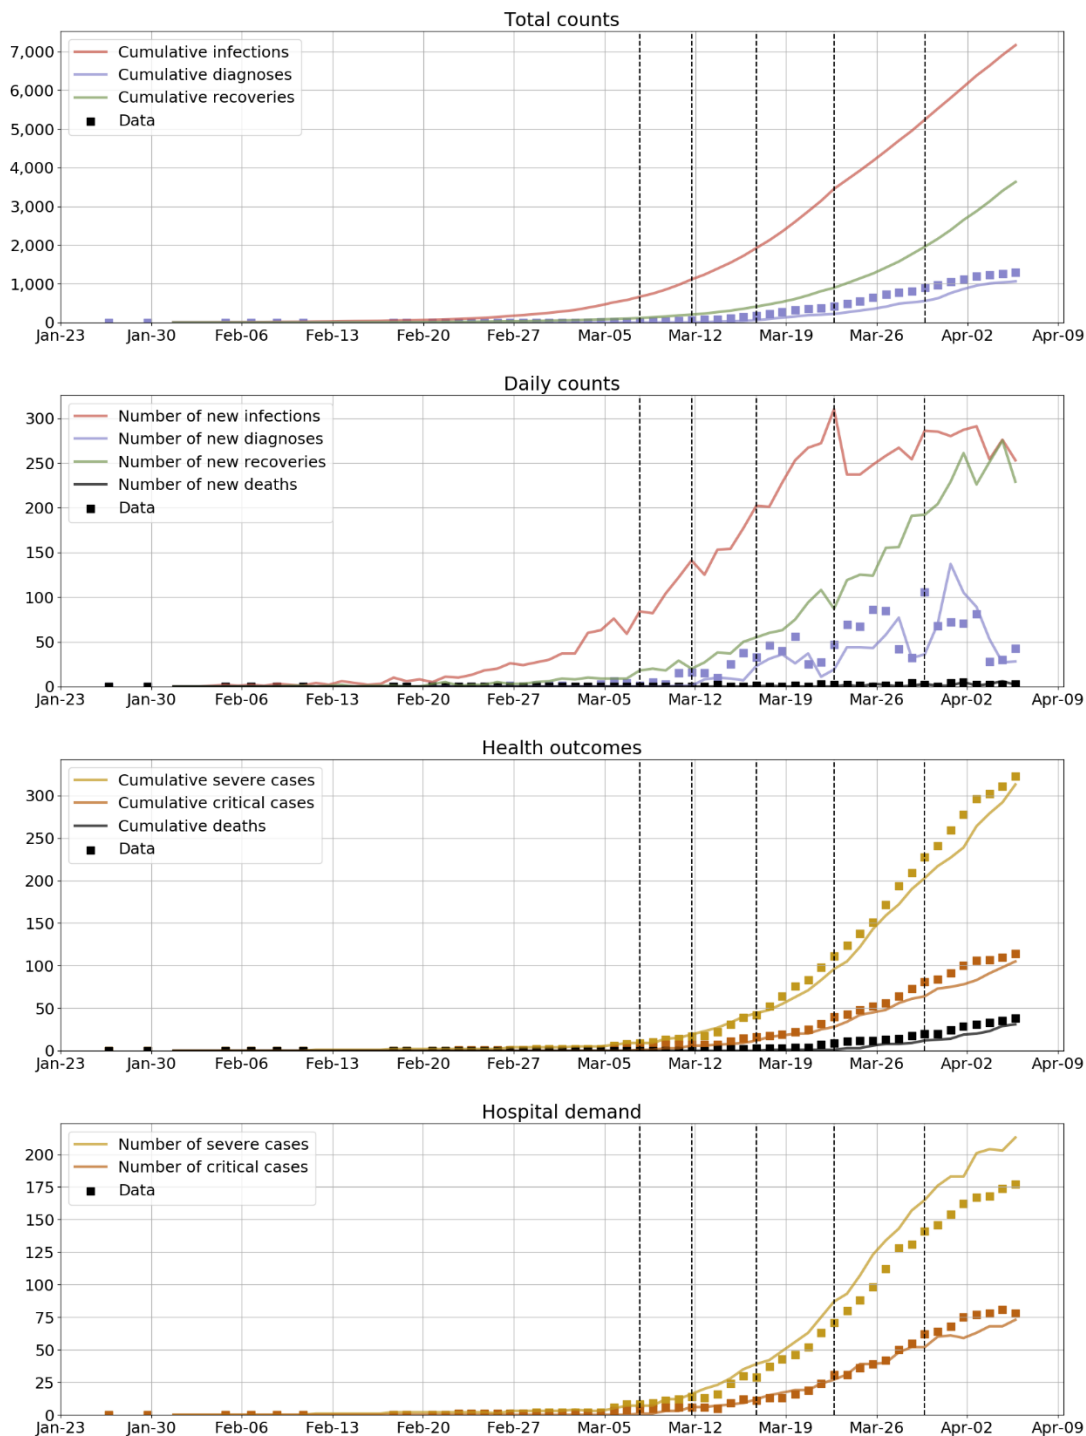 Total counts
Cumulative infections
Cumulative diagnoses
Cumulative recoveries
Data
7,000
6,000
5,000
4,000
3,000
2,000
1,000
0
Jan-23 Jan-30 Feb-06 Feb-13 Feb-20 Feb-27 Mar-05 Mar-12 Mar-19 Mar-26 Apr-02 Apr-09
Daily counts
Number of new infections
Number of new diagnoses
Number of new recoveries
Number of new deaths
Data
300
250
200
150
100
50
0
Jan-23 Jan-30 Feb-06 Feb-13 Feb-20 Feb-27 Mar-05 Mar-12 Mar-19 Mar-26 Apr-02 Apr-09
Health outcomes
Cumulative severe cases
Cumulative critical cases
Cumulative deaths
Data
300
250
200
150
100
50
0
Jan-23 Jan-30 Feb-06 Feb-13 Feb-20 Feb-27 Mar-05 Mar-12 Mar-19 Mar-26 Apr-02 Apr-09
Hospital demand
Number of severe cases
Number of critical cases
Data
200
175
150
125
100
75
50
25
0
Jan-23 Jan-30 Feb-06 Feb-13 Feb-20 Feb-27 Mar-05 Mar-12 Mar-19 Mar-26 Apr-02 Apr-09